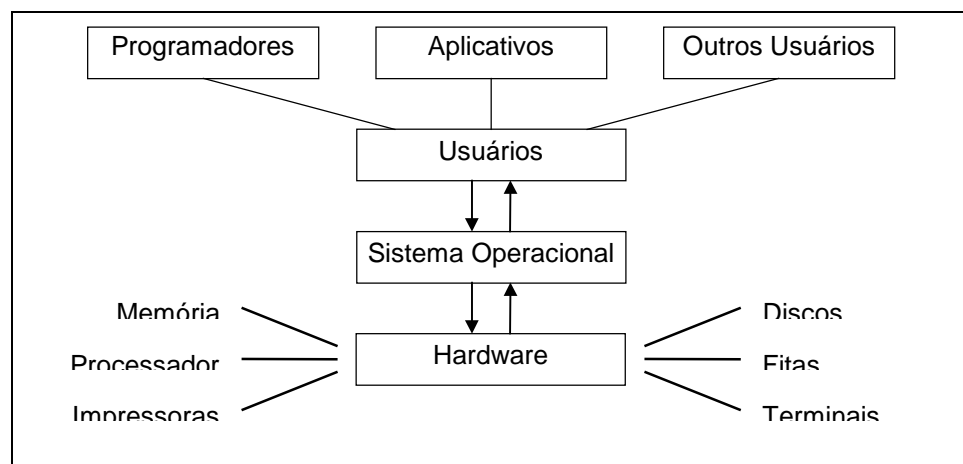 Programadores Aplicativos Outros Usuários
Usuários
Sistema Operacional
Memória Discos
Processador Hardware Fitas
Impressoras Terminais